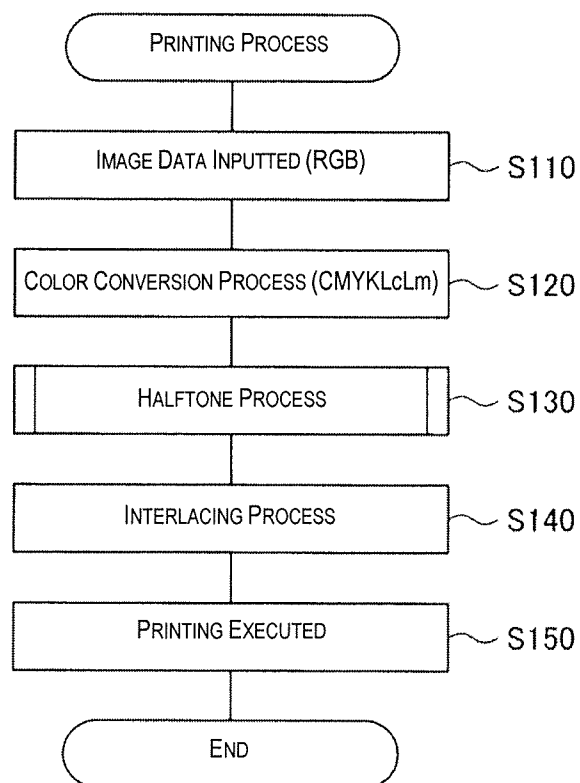 PRINTING PROCESS
IMAGE DATA INPUTTED (RGB) S110
COLOR CONVERSION PROCESS (CMYKLcLm) S120
HALFTONE PROCESS S130
INTERLACING PROCESS S140
PRINTING EXECUTED S150
END